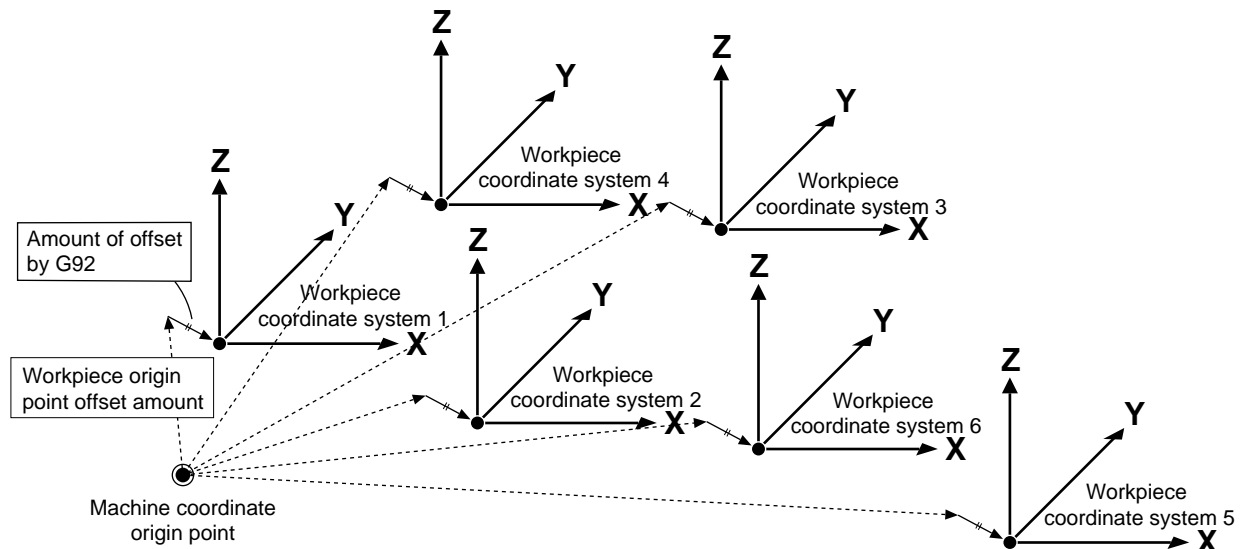 Z
Y
Workpiece
coordinate system 4
X
Z
Y
Workpiece
coordinate system 3
X
Z
Y
Amount of offset
by G92
Workpiece
coordinate system 1
X
Z
Y
Workpiece
coordinate system 2
X
Z
Y
Workpiece
coordinate system 6
X
Workpiece origin
point offset amount
Z
Y
Workpiece
coordinate system 5
X
Machine coordinate
origin point